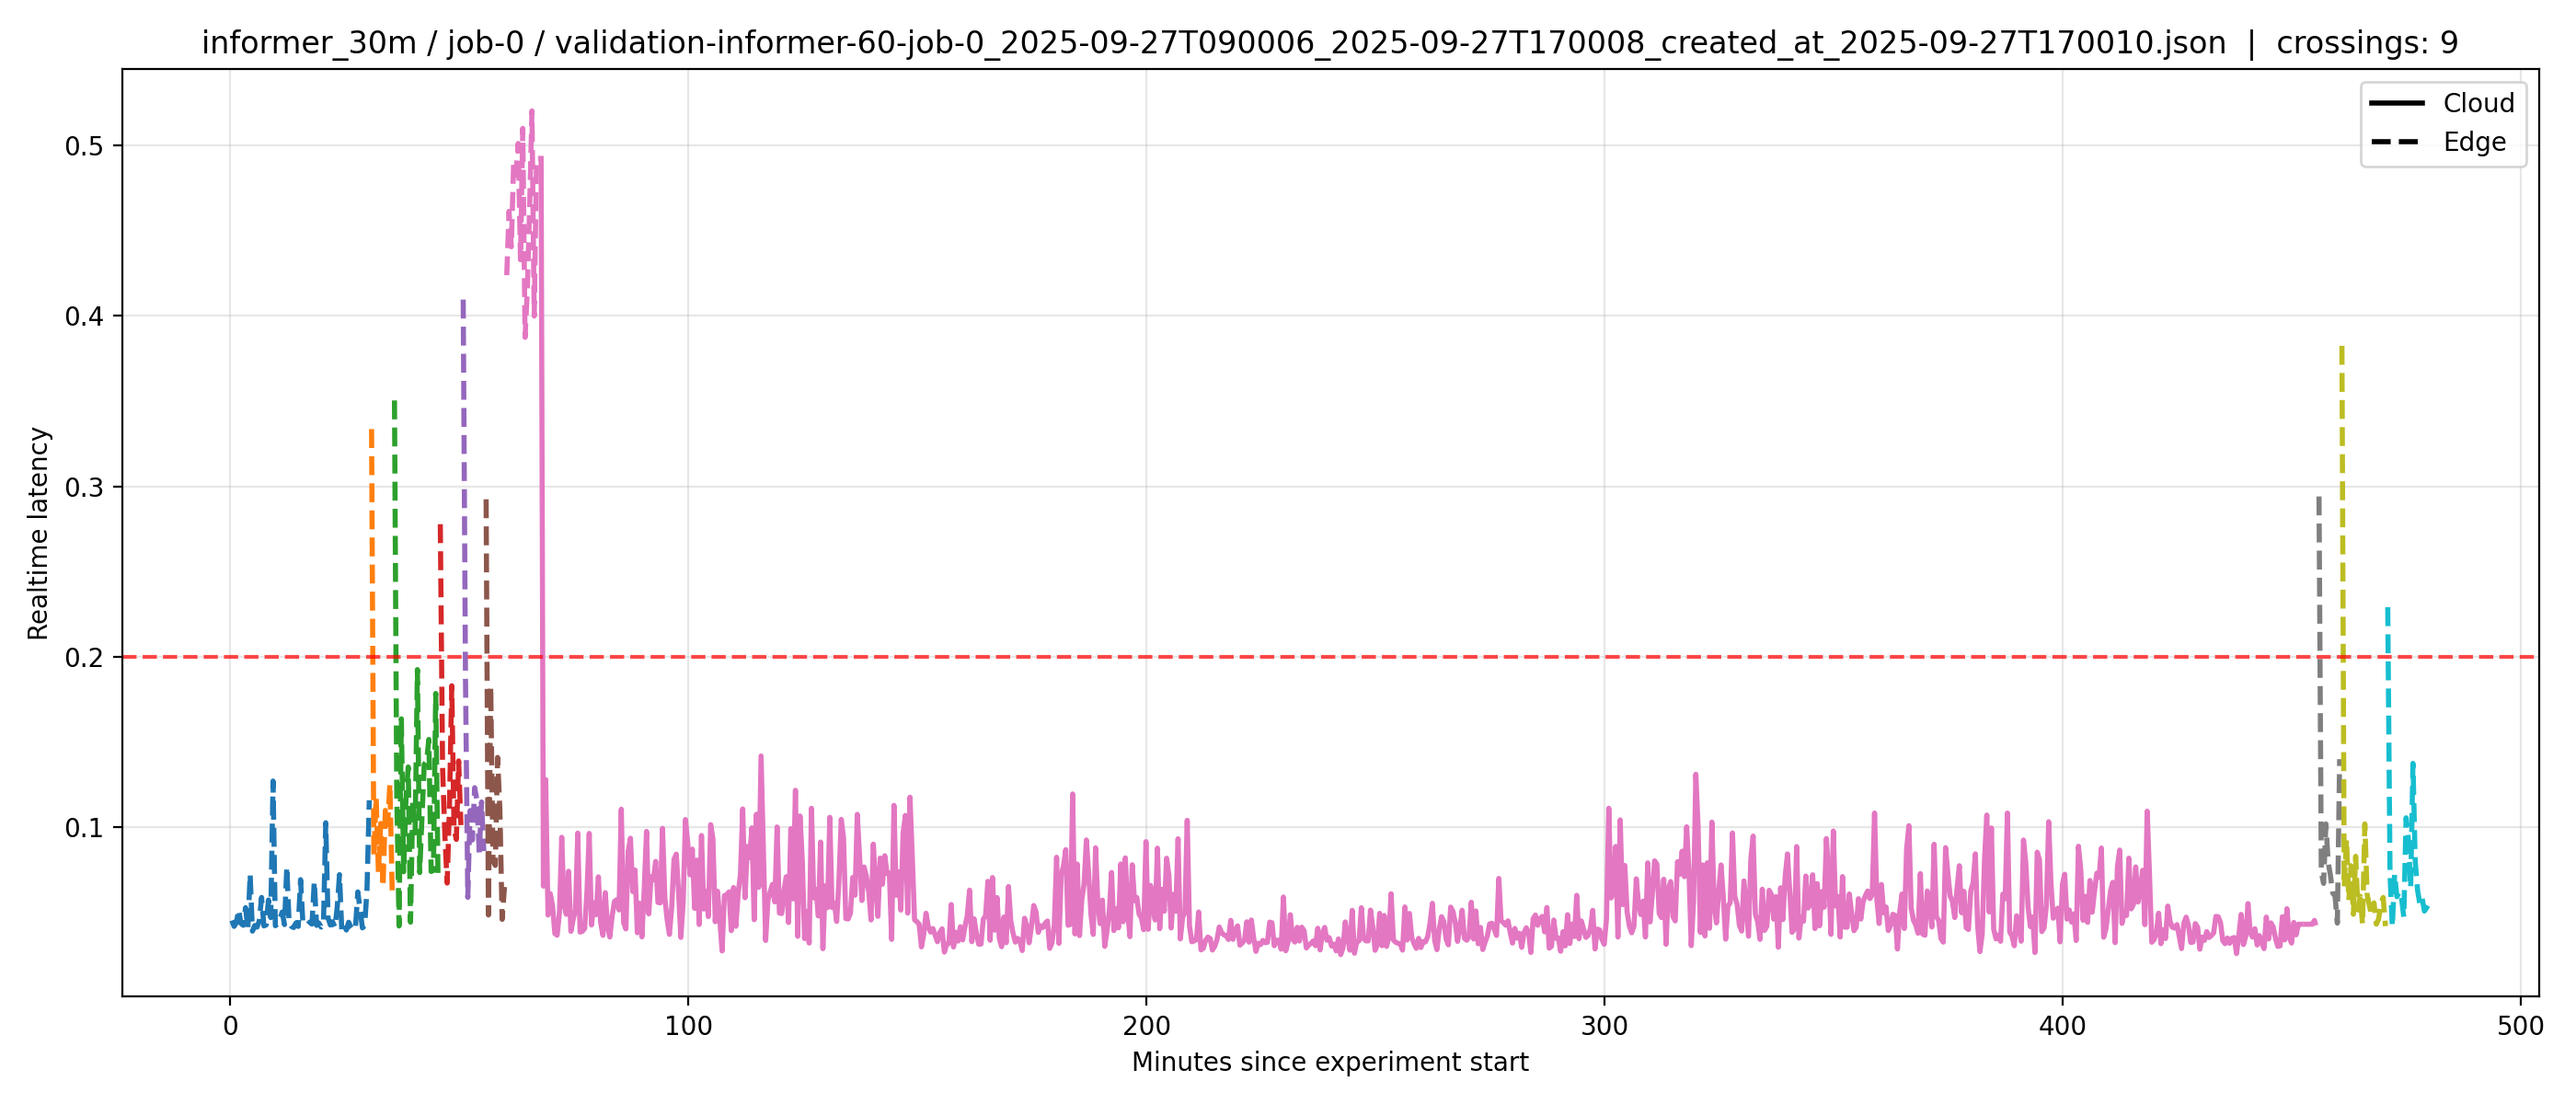 informer_30m / job-0 / validation-informer-60-job-0_2025-09-27T090006_2025-09-27T170008_created_at_2025-09-27T170010.json | crossings: 9
Cloud
Edge
0.5
0.4
0.3
0.2
0.1
Realtime latency
0 100 200 300 400 500
Minutes since experiment start